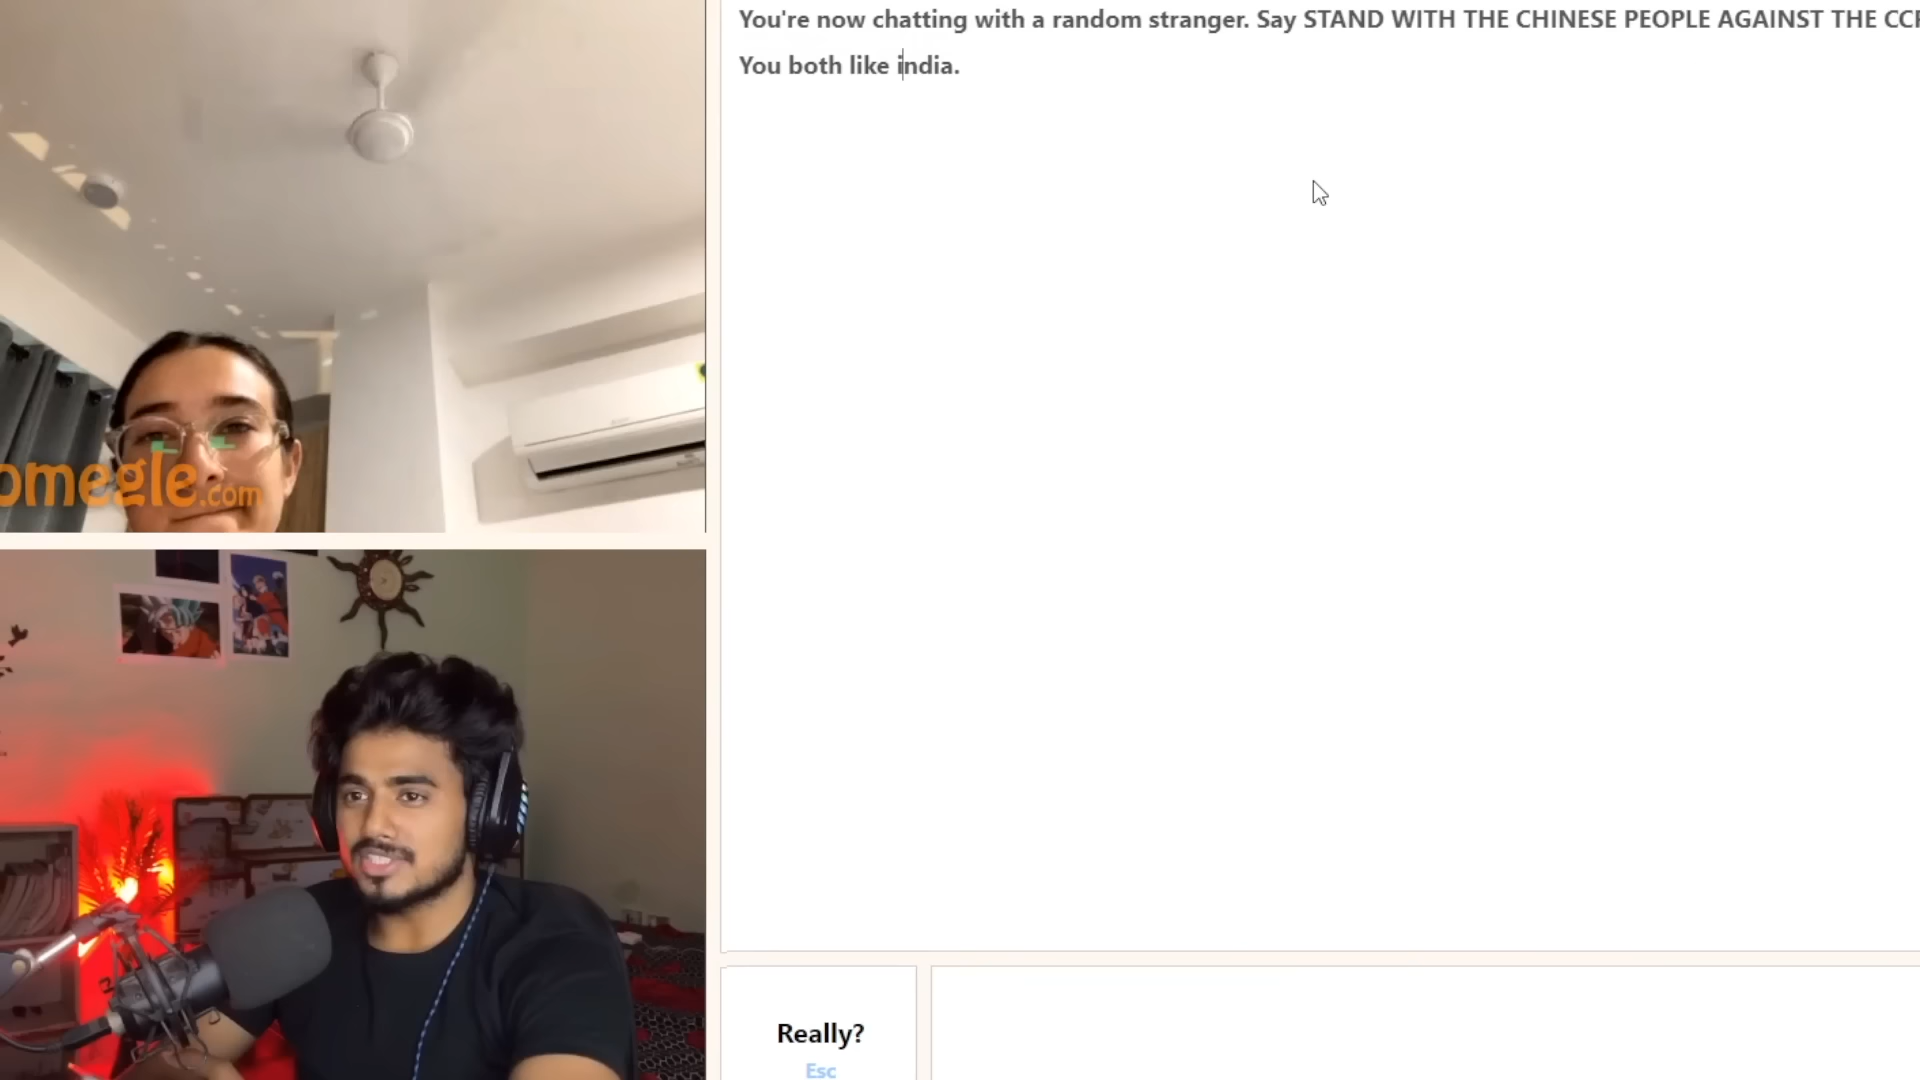 You're now chatting with a random stranger. Say STAND WITH THE CHINESE PEOPLE AGAINST THE CCP
You both like india.
omegle.com
Really?
Esc